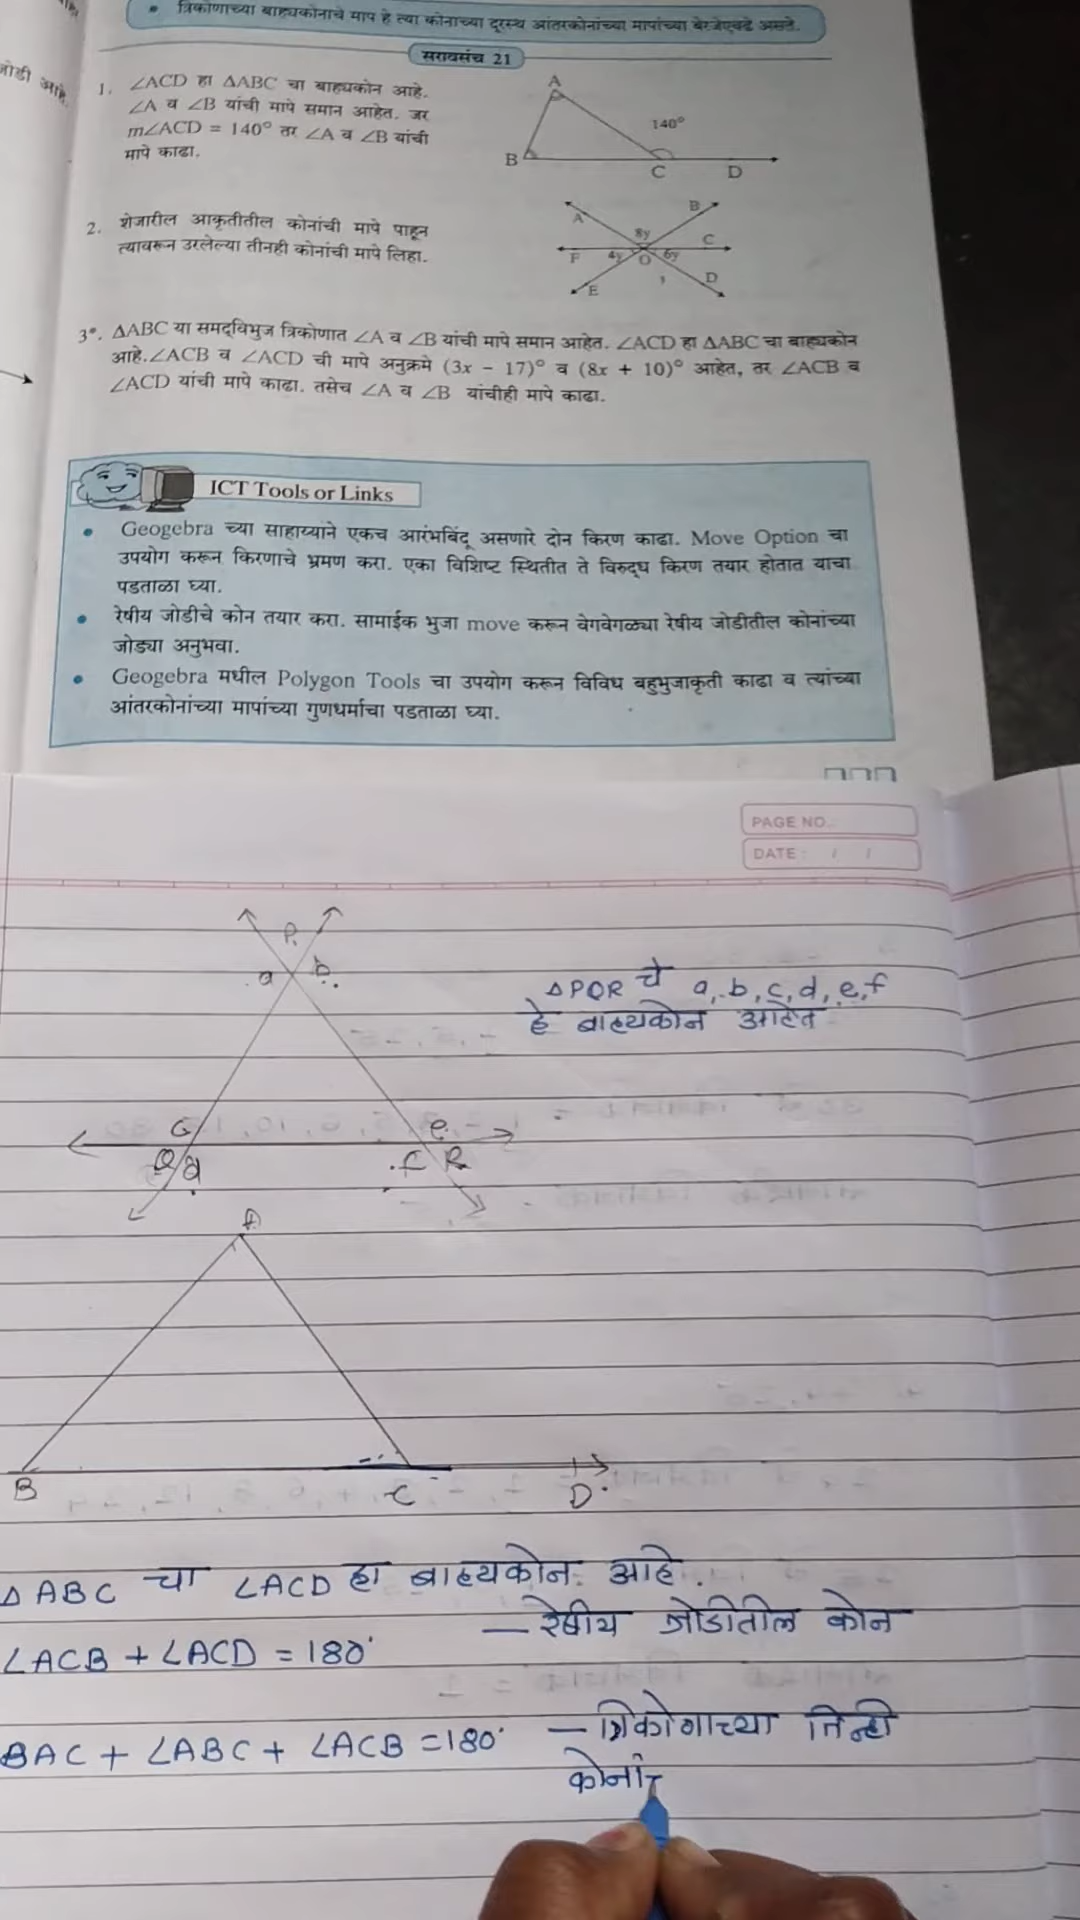 त्रिकोणाच्या बाह्यकोनाचे माप हे त्या कोनाच्या दूरस्थ आंतरकोनांच्या मापांच्या बेरजेएवढे असते.
सरावसंच 21
जोडी आहे.
1. ∠ACD हा ΔABC चा बाह्यकोन आहे.
∠A व ∠B यांची मापे समान आहेत. जर
m∠ACD = 140° तर ∠A व ∠B यांची
मापे काढा.
A
140°
B
C
D
2. शेजारील आकृतीतील कोनांची मापे पाहून
त्यावरून उरलेल्या तीनही कोनांची मापे लिहा.
A
B
8y
F
4y
O
6y
C
E
D
3*. ΔABC या समद्विभुज त्रिकोणात ∠A व ∠B यांची मापे समान आहेत. ∠ACD हा ΔABC चा बाह्यकोन
आहे.∠ACB व ∠ACD ची मापे अनुक्रमे (3x - 17)° व (8x + 10)° आहेत, तर ∠ACB व
∠ACD यांची मापे काढा. तसेच ∠A व ∠B यांचीही मापे काढा.
ICT Tools or Links
• Geogebra च्या साहाय्याने एकच आरंभबिंदू असणारे दोन किरण काढा. Move Option चा
उपयोग करून किरणाचे भ्रमण करा. एका विशिष्ट स्थितीत ते विरुद्ध किरण तयार होतात याचा
पडताळा घ्या.
• रेषीय जोडीचे कोन तयार करा. सामाईक भुजा move करून वेगवेगळ्या रेषीय जोडीतील कोनांच्या
जोड्या अनुभवा.
• Geogebra मधील Polygon Tools चा उपयोग करून विविध बहुभुजाकृती काढा व त्यांच्या
आंतरकोनांच्या मापांच्या गुणधर्माचा पडताळा घ्या.
PAGE NO.:
DATE: / /
P
a
b
ΔPQR चे a, b, c, d, e, f
हे बाह्यकोन आहेत
c
e
Q
d
f
R
A
B
C
D
ΔABC चा ∠ACD हा बाह्यकोन आहे.
∠ACB + ∠ACD = 180° — रेषीय जोडीतील कोन
BAC + ∠ABC + ∠ACB = 180° — त्रिकोणाच्या तिन्ही